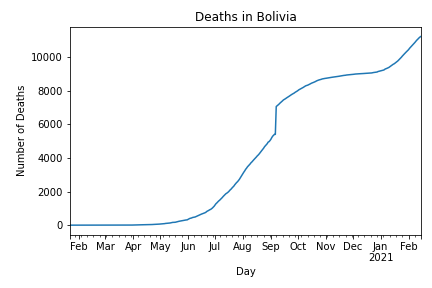 Deaths in Bolivia
Number of Deaths
10000
8000
6000
4000
2000
0
Feb Mar Apr May Jun Jul Aug Sep Oct Nov Dec Jan Feb
2021
Day